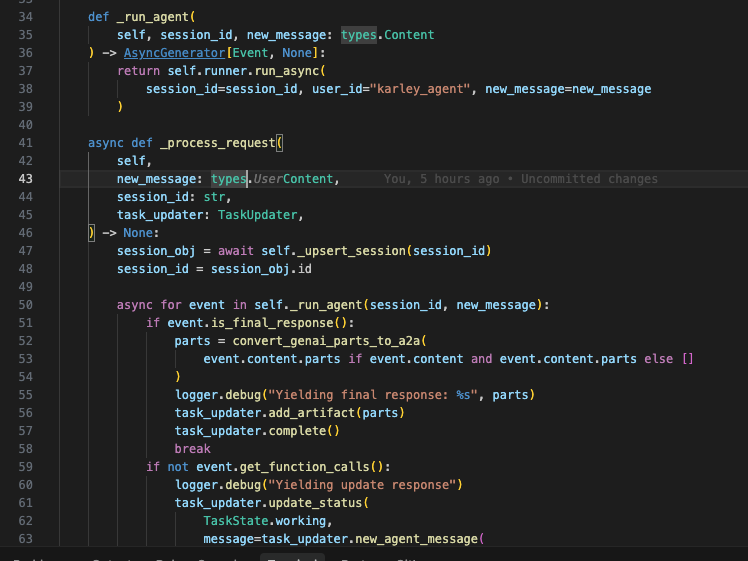 34 def _run_agent(
35 self, session_id, new_message: types.Content
36 ) -> AsyncGenerator[Event, None]:
37 return self.runner.run_async(
38 session_id=session_id, user_id="karley_agent", new_message=new_message
39 )
40
41 async def _process_request(
42 self,
43 new_message: types.UserContent, You, 5 hours ago • Uncommitted changes
44 session_id: str,
45 task_updater: TaskUpdater,
46 ) -> None:
47 session_obj = await self._upsert_session(session_id)
48 session_id = session_obj.id
49
50 async for event in self._run_agent(session_id, new_message):
51 if event.is_final_response():
52 parts = convert_genai_parts_to_a2a(
53 event.content.parts if event.content and event.content.parts else []
54 )
55 logger.debug("Yielding final response: %s", parts)
56 task_updater.add_artifact(parts)
57 task_updater.complete()
58 break
59 if not event.get_function_calls():
60 logger.debug("Yielding update response")
61 task_updater.update_status(
62 TaskState.working,
63 message=task_updater.new_agent_message(